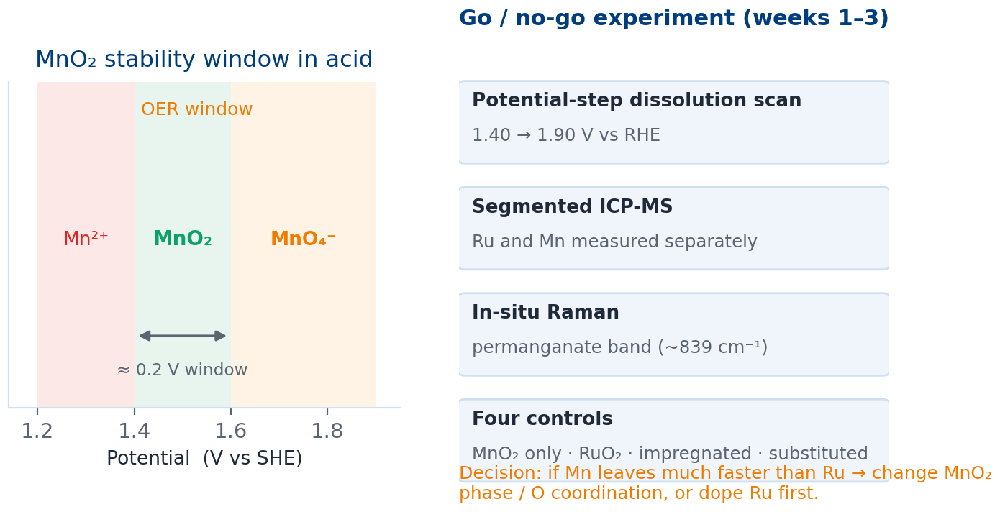 MnO₂ stability window in acid
OER window
Mn²⁺
MnO₂
MnO₄⁻
≈ 0.2 V window
1.2
1.4
1.6
1.8
Potential (V vs SHE)
Go / no-go experiment (weeks 1–3)
Potential-step dissolution scan
1.40 → 1.90 V vs RHE
Segmented ICP-MS
Ru and Mn measured separately
In-situ Raman
permanganate band (~839 cm⁻¹)
Four controls
MnO₂ only · RuO₂ · impregnated · substituted
Decision: if Mn leaves much faster than Ru → change MnO₂
phase / O coordination, or dope Ru first.